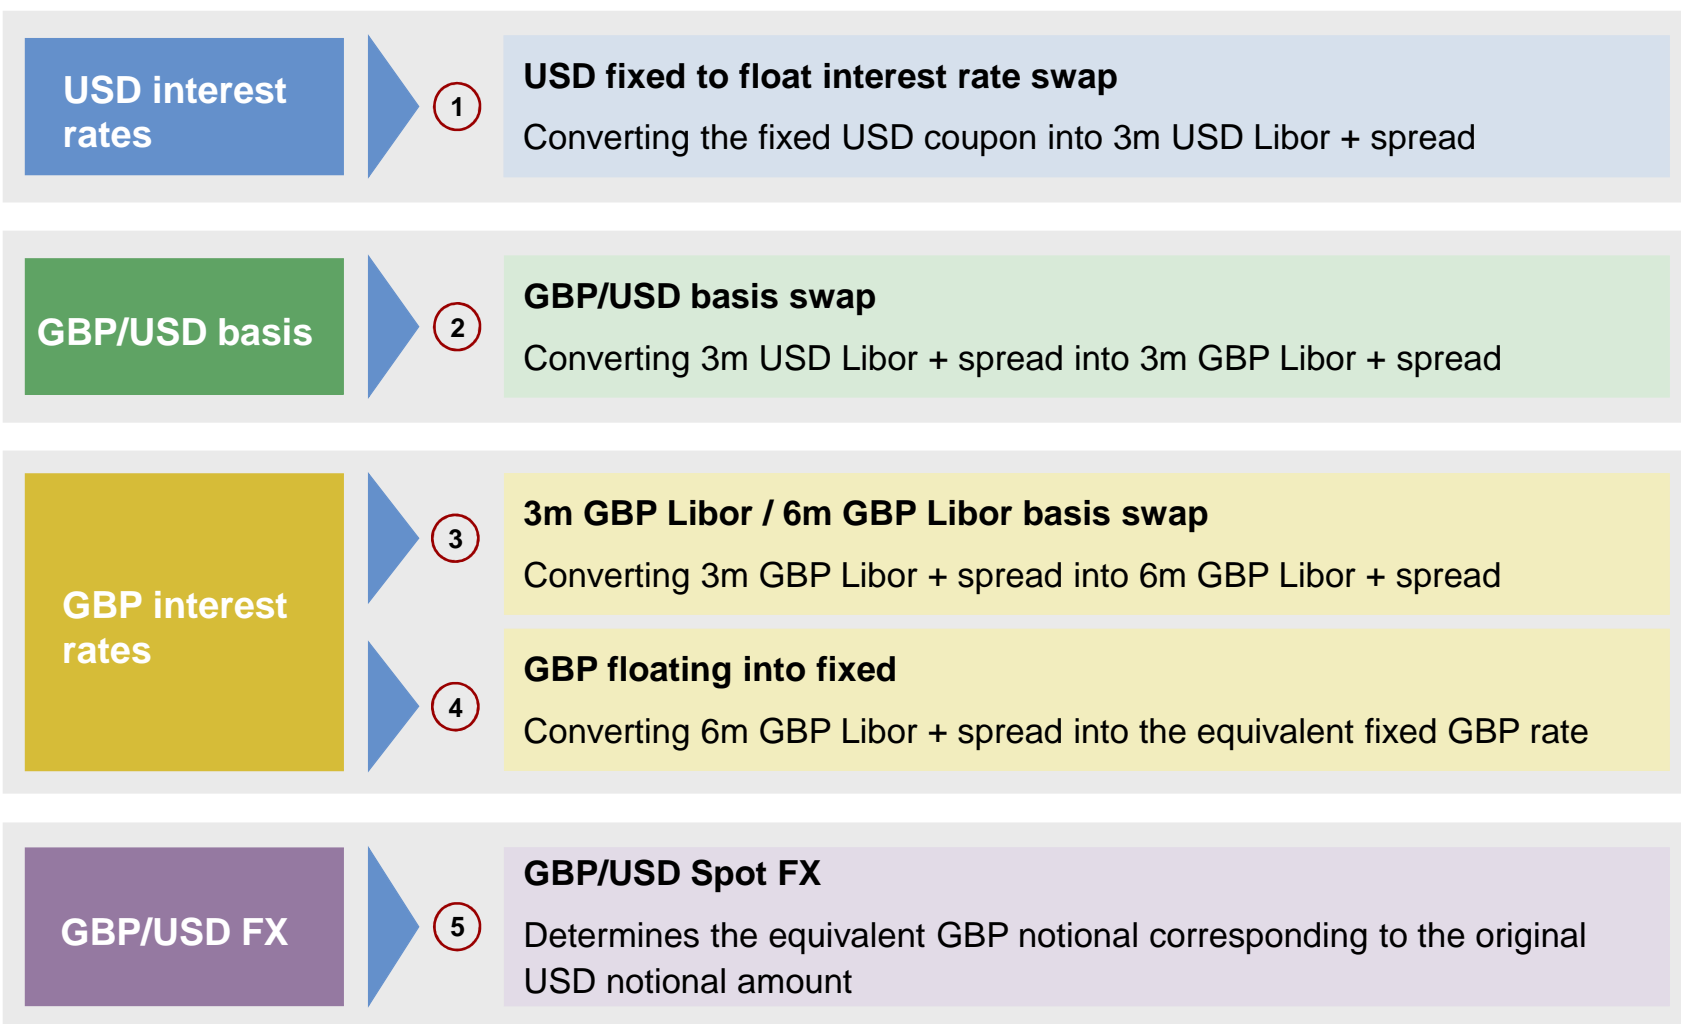 USD interest
rates
1
USD fixed to float interest rate swap
Converting the fixed USD coupon into 3m USD Libor + spread
GBP/USD basis
2
GBP/USD basis swap
Converting 3m USD Libor + spread into 3m GBP Libor + spread
GBP interest
rates
3
3m GBP Libor / 6m GBP Libor basis swap
Converting 3m GBP Libor + spread into 6m GBP Libor + spread
4
GBP floating into fixed
Converting 6m GBP Libor + spread into the equivalent fixed GBP rate
GBP/USD FX
5
GBP/USD Spot FX
Determines the equivalent GBP notional corresponding to the original
USD notional amount